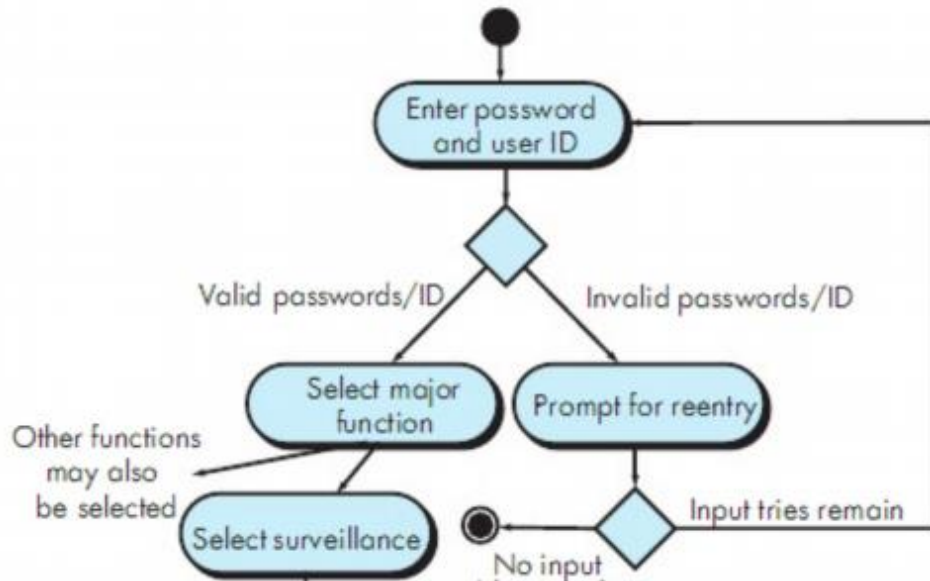 Enter password
and user ID
Valid passwords/ID
Invalid passwords/ID
Select major
function
Prompt for reentry
Other functions
may also
be selected
Select surveillance
Input tries remain
No input